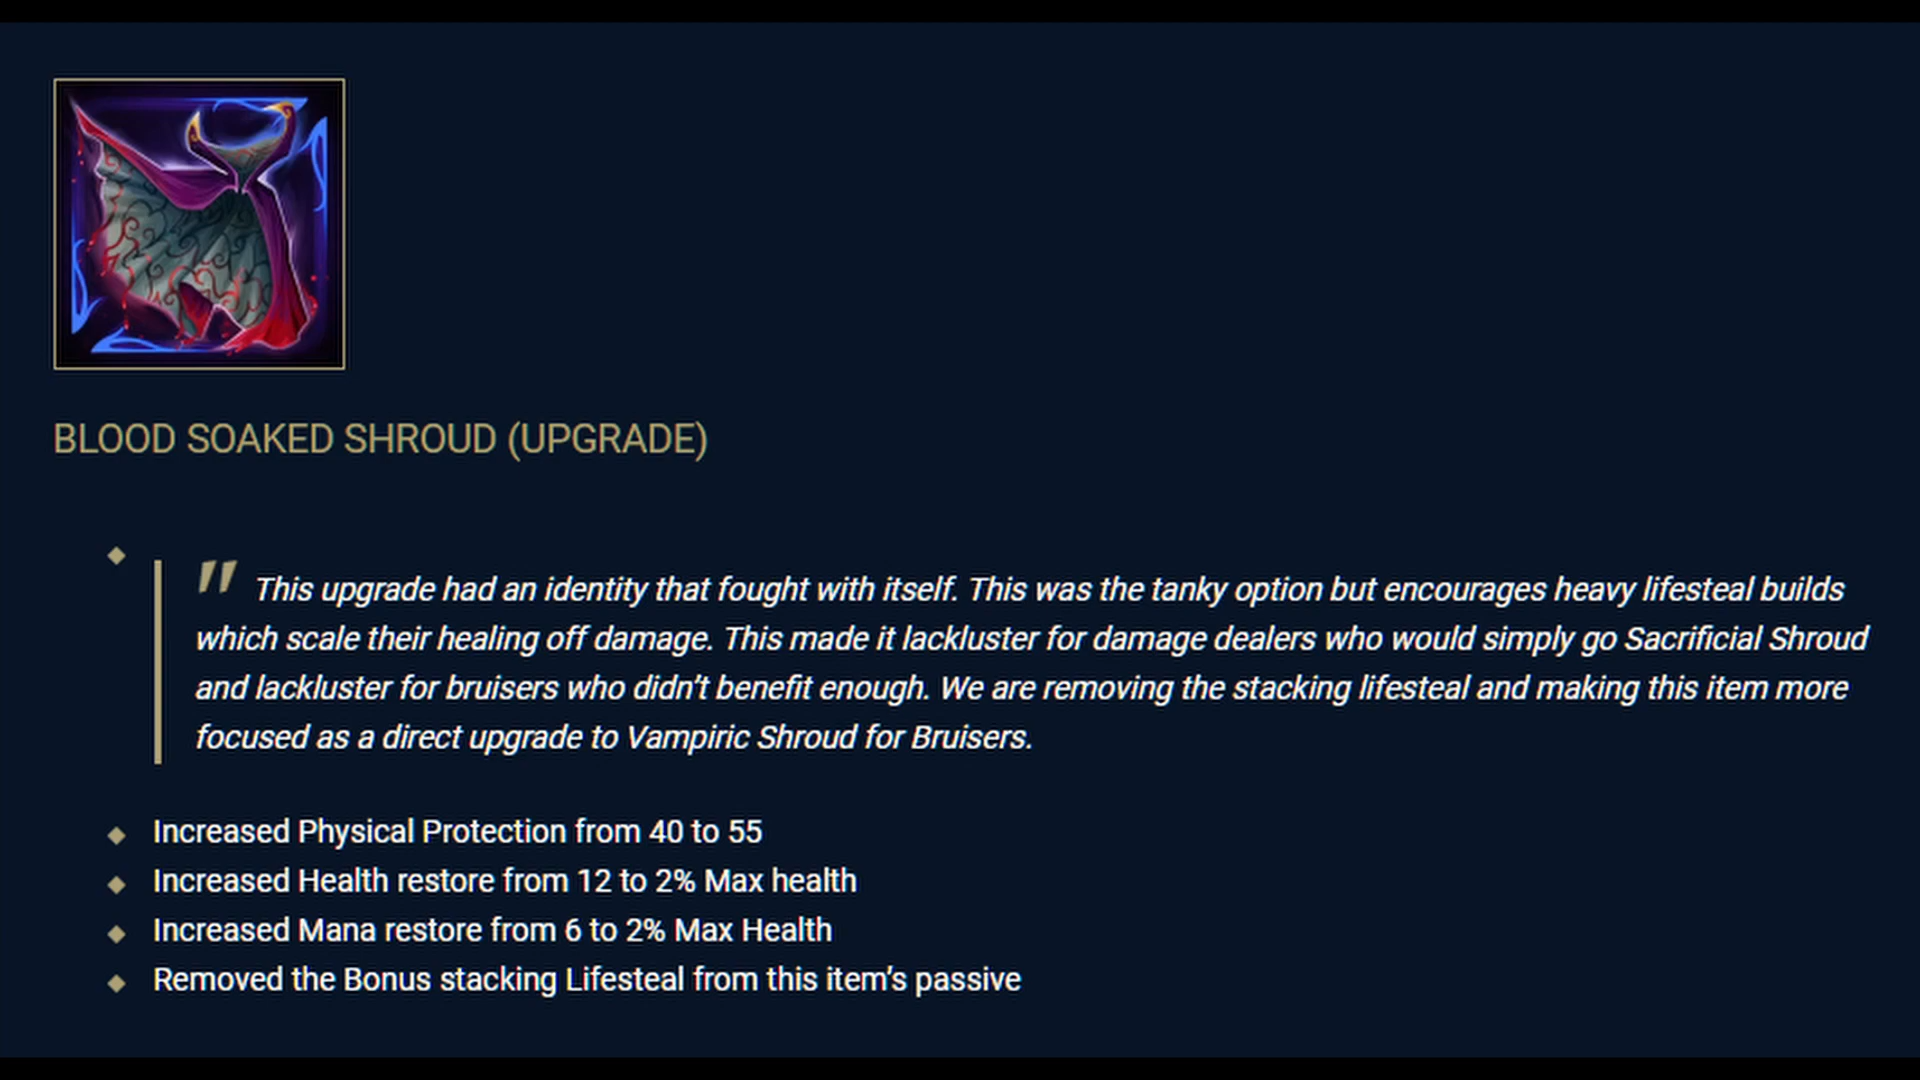 BLOOD SOAKED SHROUD (UPGRADE)
" This upgrade had an identity that fought with itself. This was the tanky option but encourages heavy lifesteal builds
which scale their healing off damage. This made it lackluster for damage dealers who would simply go Sacrificial Shroud
and lackluster for bruisers who didn't benefit enough. We are removing the stacking lifesteal and making this item more
focused as a direct upgrade to Vampiric Shroud for Bruisers.
Increased Physical Protection from 40 to 55
Increased Health restore from 12 to 2% Max health
Increased Mana restore from 6 to 2% Max Health
Removed the Bonus stacking Lifesteal from this item's passive